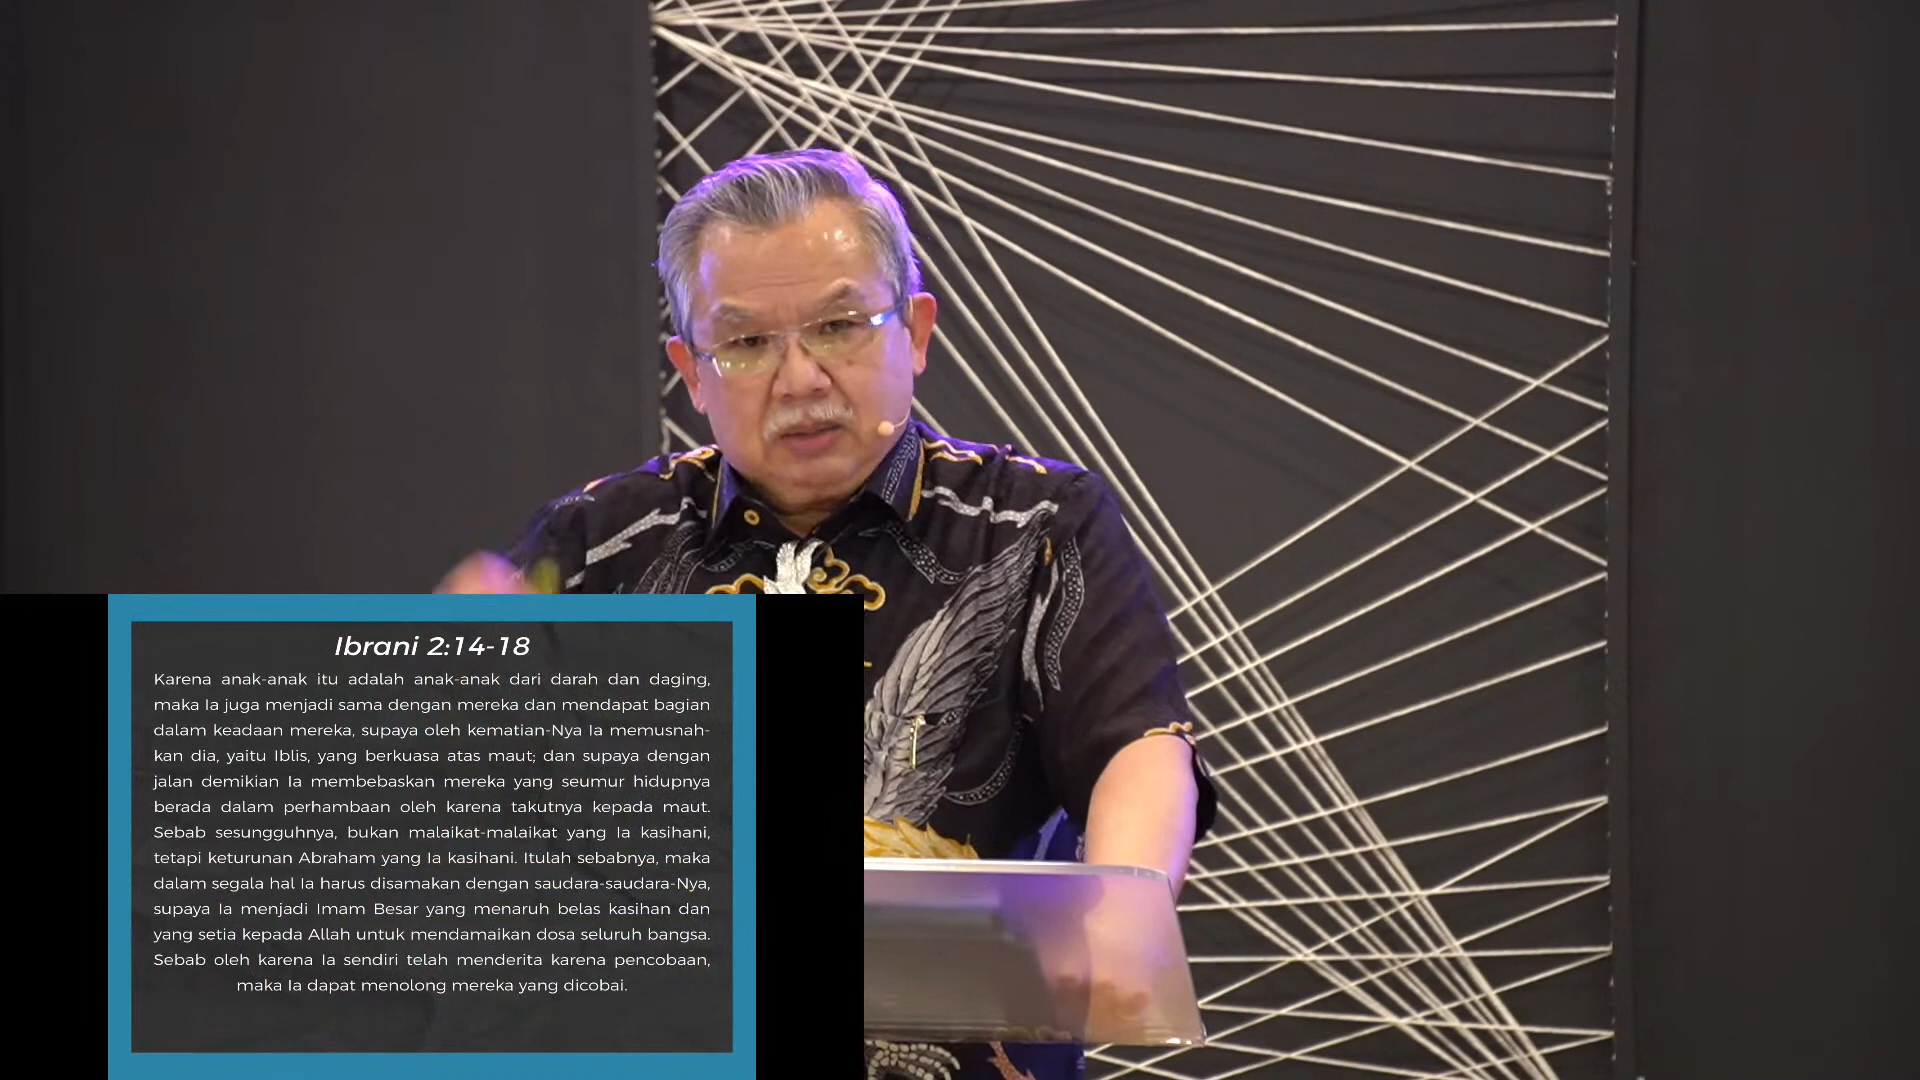 Ibrani 2:14-18
Karena anak-anak itu adalah anak-anak dari darah dan daging,
maka Ia juga menjadi sama dengan mereka dan mendapat bagian
dalam keadaan mereka, supaya oleh kematian-Nya Ia memusnah-
kan dia, yaitu Iblis, yang berkuasa atas maut; dan supaya dengan
jalan demikian Ia membebaskan mereka yang seumur hidupnya
berada dalam perhambaan oleh karena takutnya kepada maut.
Sebab sesungguhnya, bukan malaikat-malaikat yang Ia kasihani,
tetapi keturunan Abraham yang Ia kasihani. Itulah sebabnya, maka
dalam segala hal Ia harus disamakan dengan saudara-saudara-Nya,
supaya Ia menjadi Imam Besar yang menaruh belas kasihan dan
yang setia kepada Allah untuk mendamaikan dosa seluruh bangsa.
Sebab oleh karena Ia sendiri telah menderita karena pencobaan,
maka Ia dapat menolong mereka yang dicobai.